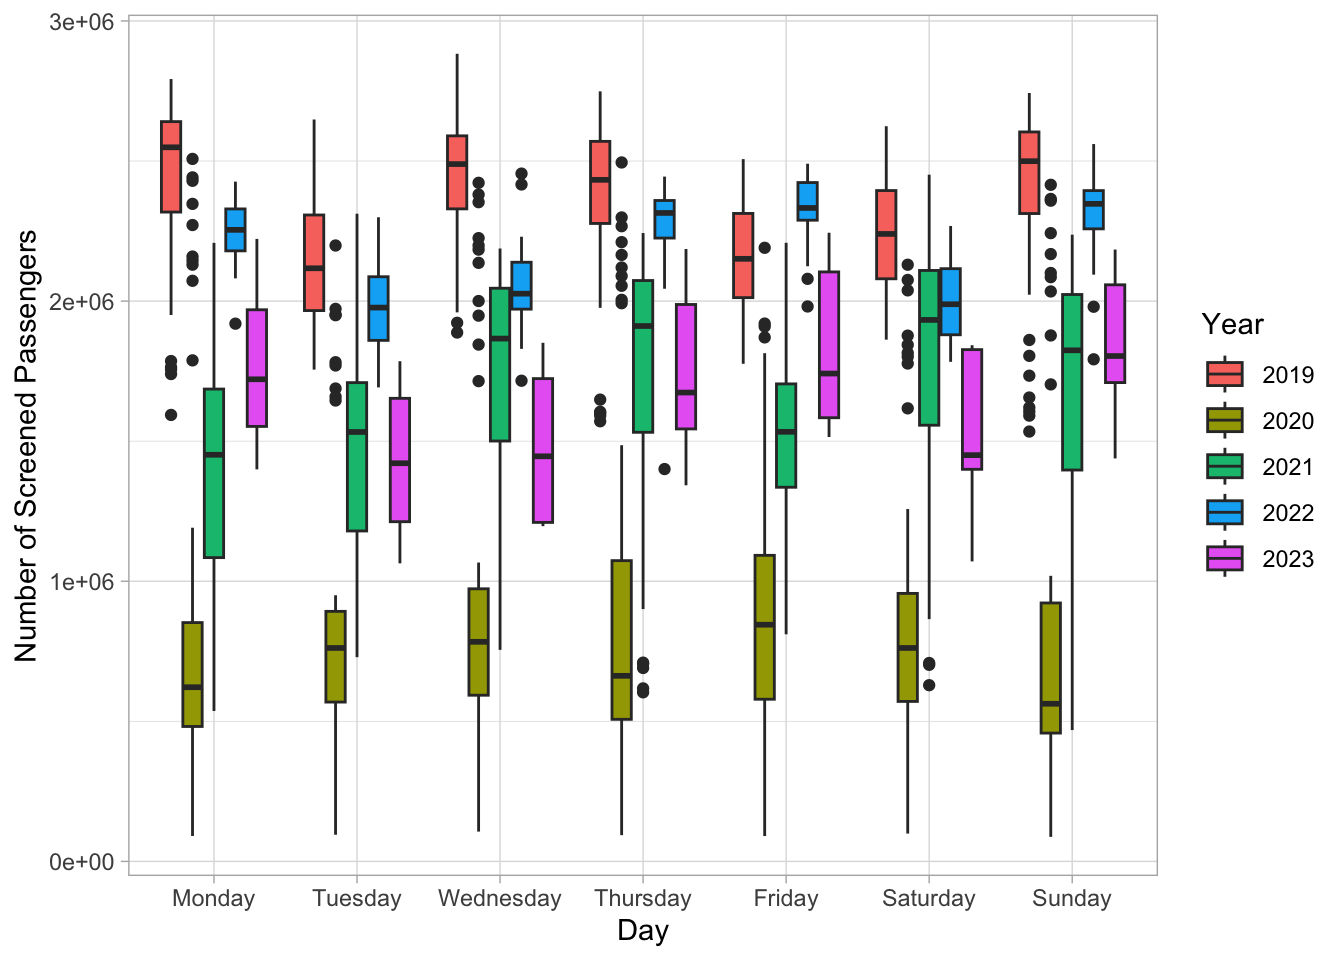 3e+06
2e+06
1e+06
0e+00
Number of Screened Passengers
Monday
Tuesday
Wednesday
Thursday
Friday
Saturday
Sunday
Day
Year
2019
2020
2021
2022
2023